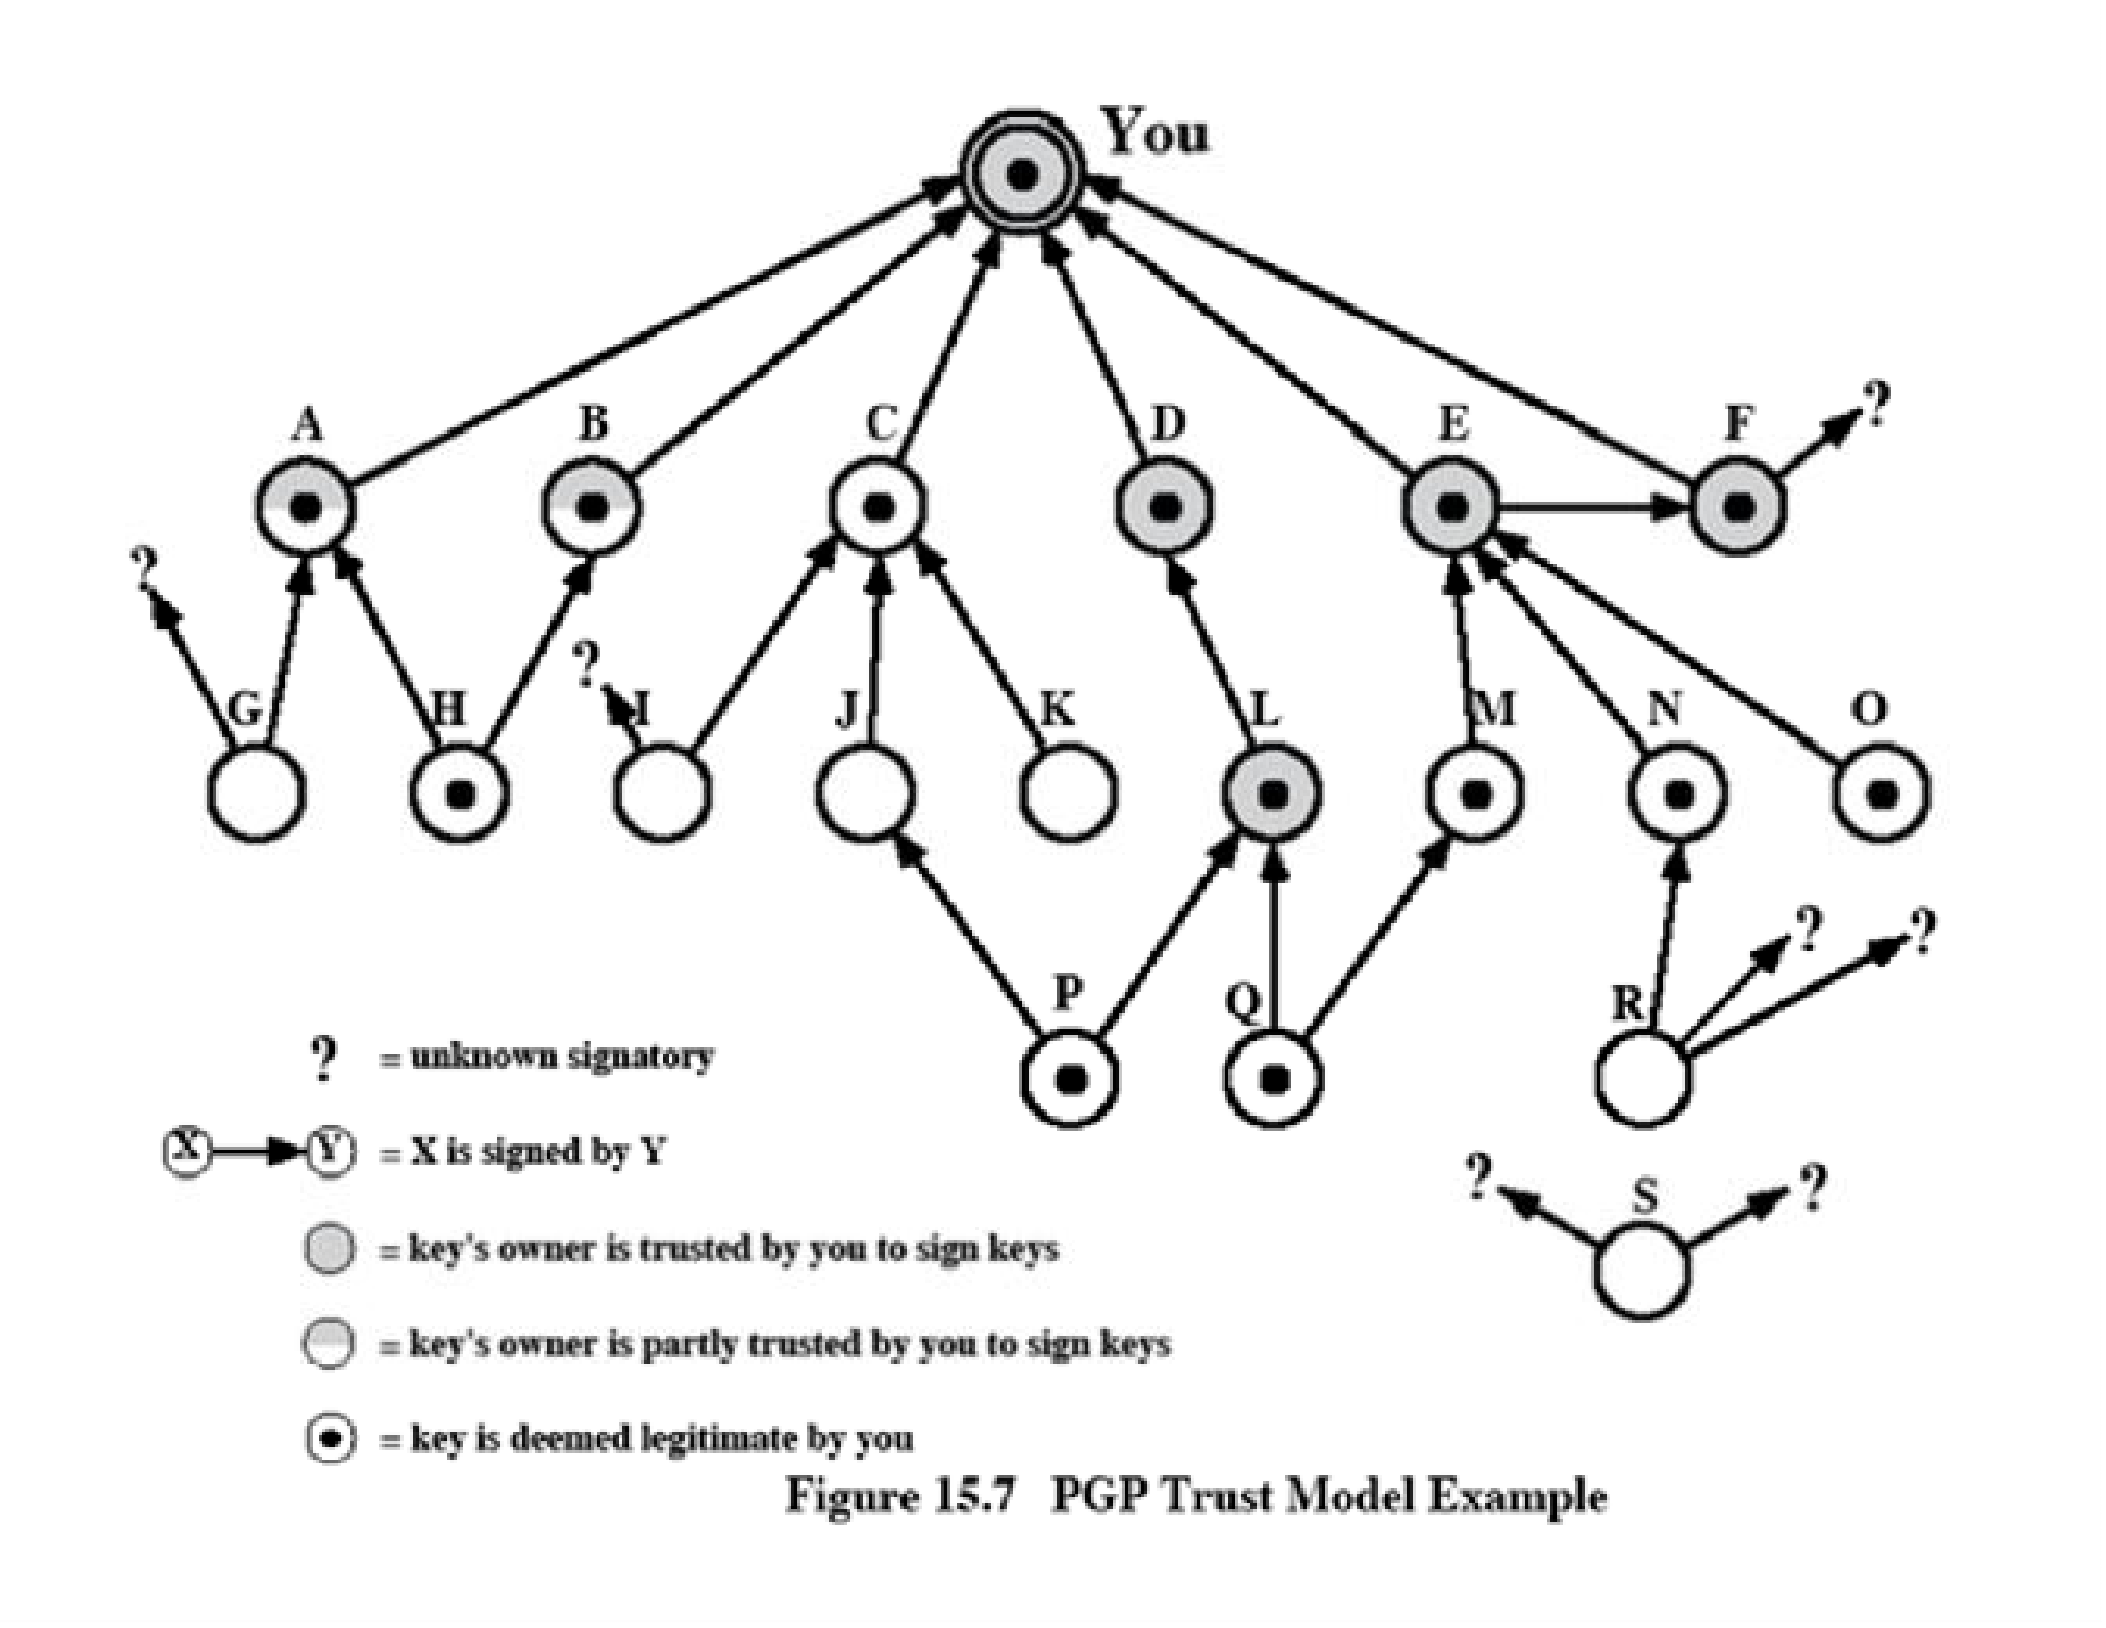 You
A B C D E F ?
?
?
G H I J K L M N O
? ?
P Q R
? = unknown signatory
X Y = X is signed by Y
? S ?
= key's owner is trusted by you to sign keys
= key's owner is partly trusted by you to sign keys
= key is deemed legitimate by you
Figure 15.7 PGP Trust Model Example